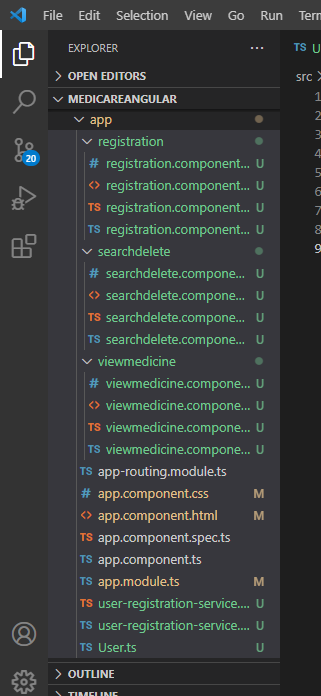 File Edit Selection View Go Run Term
EXPLORER ...
TS U
OPEN EDITORS
src >
MEDICAREANGULAR
1
app
2
registration
3
# registration.component... U
4
<> registration.component... U
5
TS registration.component... U
6
TS registration.component... U
7
searchdelete
8
# searchdelete.compone... U
9
<> searchdelete.compone... U
TS searchdelete.compone... U
TS searchdelete.compone... U
20
viewmedicine
# viewmedicine.compone... U
<> viewmedicine.compone... U
TS viewmedicine.compone... U
TS viewmedicine.compone... U
TS app-routing.module.ts
# app.component.css M
<> app.component.html M
TS app.component.spec.ts
TS app.component.ts
TS app.module.ts M
TS user-registration-service.... U
TS user-registration-service.... U
TS User.ts U
OUTLINE
TIMELINE